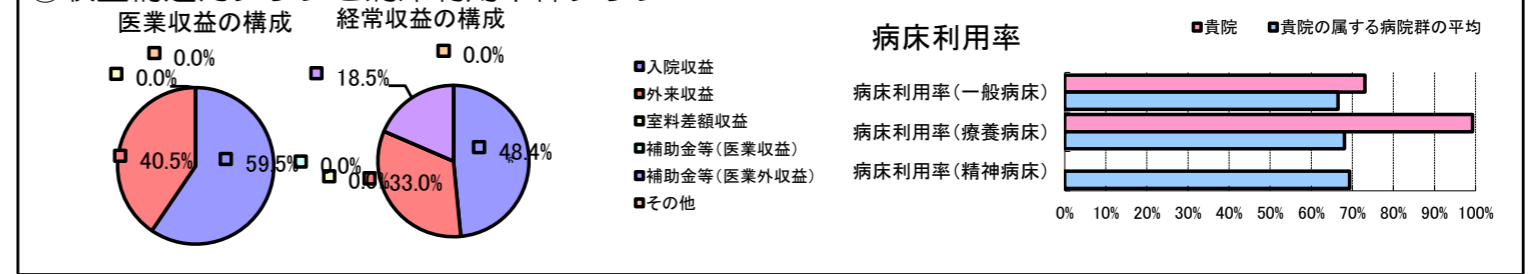 医業収益の構成
経常収益の構成
0.0%
0.0%
40.5%
59.5%
0.0%
18.5%
0.0%
33.0%
48.4%
入院収益
外来収益
室料差額収益
補助金等(医業収益)
補助金等(医業外収益)
その他
病床利用率
貴院
貴院の属する病院群の平均
病床利用率(一般病床)
病床利用率(療養病床)
病床利用率(精神病床)
0% 10% 20% 30% 40% 50% 60% 70% 80% 90% 100%